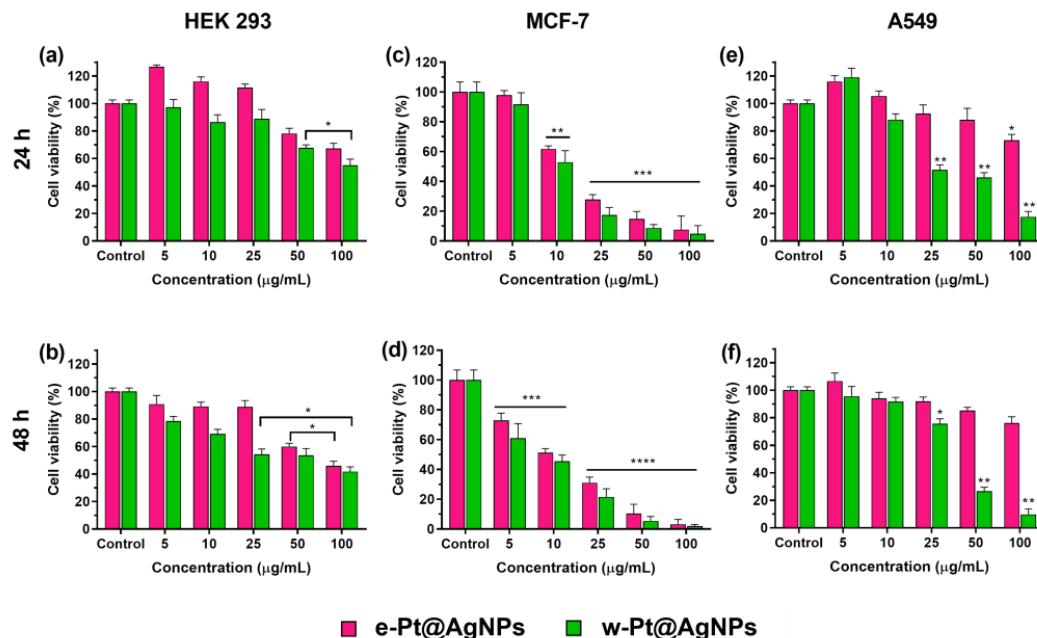 HEK 293 MCF-7 A549
24 h
(a)
Cell viability (%)
120
100
80
60
40
20
0
*
Control 5 10 25 50 100
Concentration (μg/mL)
(c)
Cell viability (%)
120
100
80
60
40
20
0
**
***
Control 5 10 25 50 100
Concentration (μg/mL)
(e)
Cell viability (%)
120
100
80
60
40
20
0
*
**
**
**
Control 5 10 25 50 100
Concentration (μg/mL)
48 h
(b)
Cell viability (%)
120
100
80
60
40
20
0
*
*
Control 5 10 25 50 100
Concentration (μg/mL)
(d)
Cell viability (%)
120
100
80
60
40
20
0
***
****
Control 5 10 25 50 100
Concentration (μg/mL)
(f)
Cell viability (%)
120
100
80
60
40
20
0
*
**
**
Control 5 10 25 50 100
Concentration (μg/mL)
e-Pt@AgNPs w-Pt@AgNPs